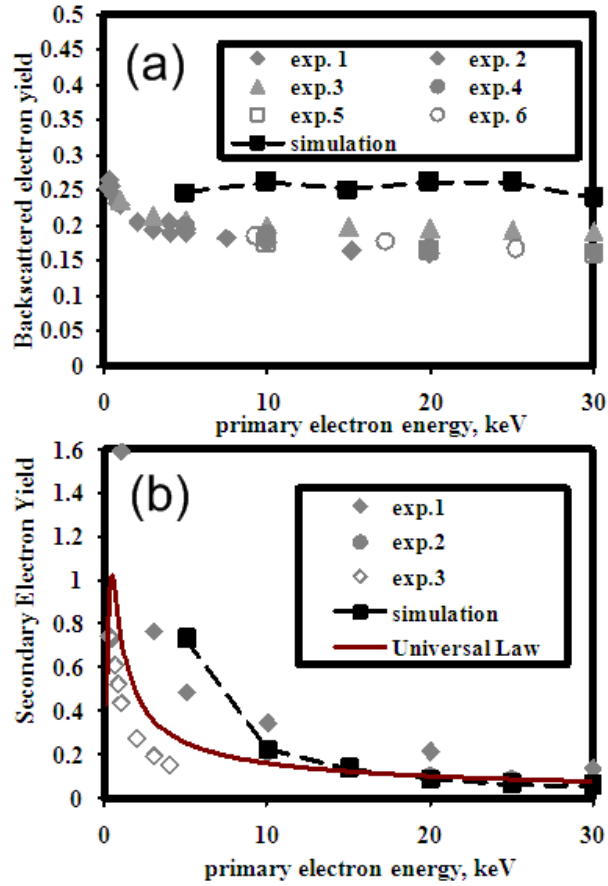 (a)
0.5
0.45
0.4
0.35
0.3
0.25
0.2
0.15
0.1
0.05
0
Backscattered electron yield
exp. 1 exp. 2
exp. 3 exp.4
exp.5 exp. 6
simulation
0 10 20 30
primary electron energy, keV
(b)
1.6
1.4
1.2
1
0.8
0.6
0.4
0.2
0
Secondary Electron Yield
exp.1
exp.2
exp.3
simulation
Universal Law
0 10 20 30
primary electron energy, keV